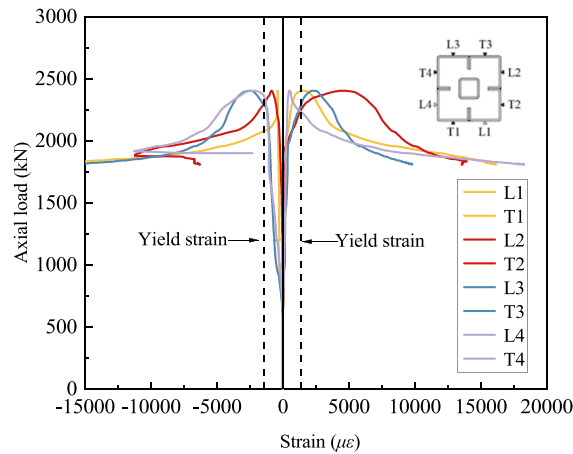 3000
2500
2000
1500
1000
500
0
Axial load (kN)
L3 T3
T4 L2
L4 T2
T1 L1
Yield strain Yield strain
L1
T1
L2
T2
L3
T3
L4
T4
-15000 -10000 -5000 0 5000 10000 15000 20000
Strain (με)